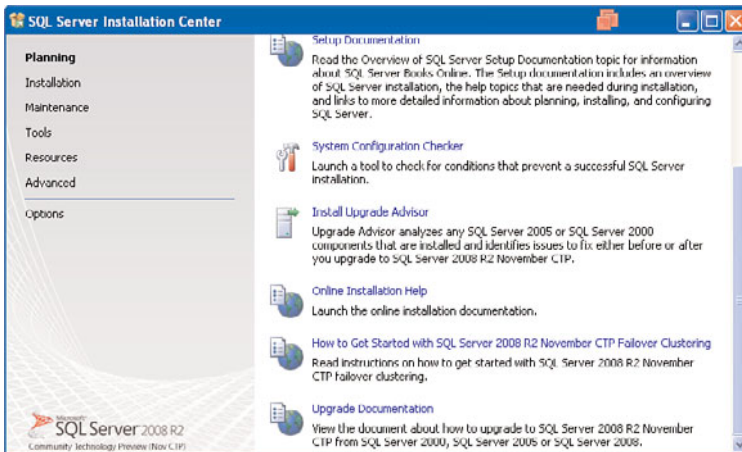 SQL Server Installation Center
Planning
Installation
Maintenance
Tools
Resources
Advanced
Options
Microsoft
SQL Server 2008 R2
Community Technology Preview (Nov CTP)
Setup Documentation
Read the Overview of SQL Server Setup Documentation topic for information
about SQL Server Books Online. The Setup documentation includes an overview
of SQL Server installation, the help topics that are needed during installation,
and links to more detailed information about planning, installing, and configuring
SQL Server.
System Configuration Checker
Launch a tool to check for conditions that prevent a successful SQL Server
installation.
Install Upgrade Advisor
Upgrade Advisor analyzes any SQL Server 2005 or SQL Server 2000
components that are installed and identifies issues to fix either before or after
you upgrade to SQL Server 2008 R2 November CTP.
Online Installation Help
Launch the online installation documentation.
How to Get Started with SQL Server 2008 R2 November CTP Failover Clustering
Read instructions on how to get started with SQL Server 2008 R2 November
CTP failover clustering.
Upgrade Documentation
View the document about how to upgrade to SQL Server 2008 R2 November
CTP from SQL Server 2000, SQL Server 2005 or SQL Server 2008.